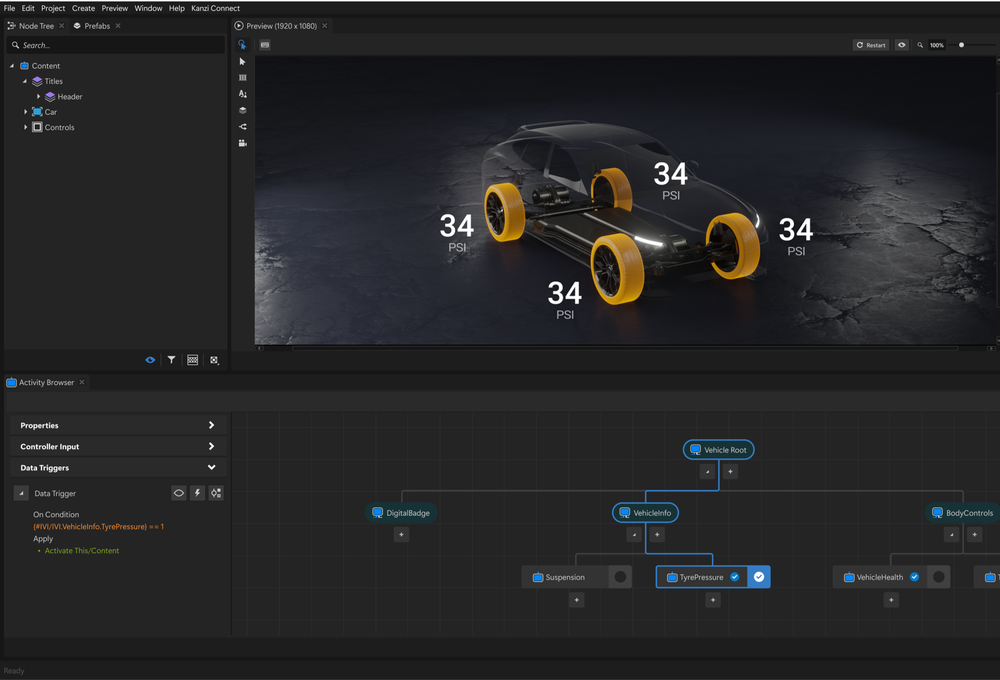 File Edit Project Create Preview Window Help Kanzi Connect
Node Tree Prefabs
Preview (1920 x 1080)
Search...
Restart 100%
Content
Titles
Header
Car
Controls
34
PSI
34
PSI
34
PSI
34
PSI
Activity Browser
Properties
Controller Input
Data Triggers
Data Trigger
On Condition
{#IVI/IVI.VehicleInfo.TyrePressure} == 1
Apply
• Activate This/Content
Vehicle Root
DigitalBadge
VehicleInfo
BodyControls
Suspension
TyrePressure
VehicleHealth
Ready